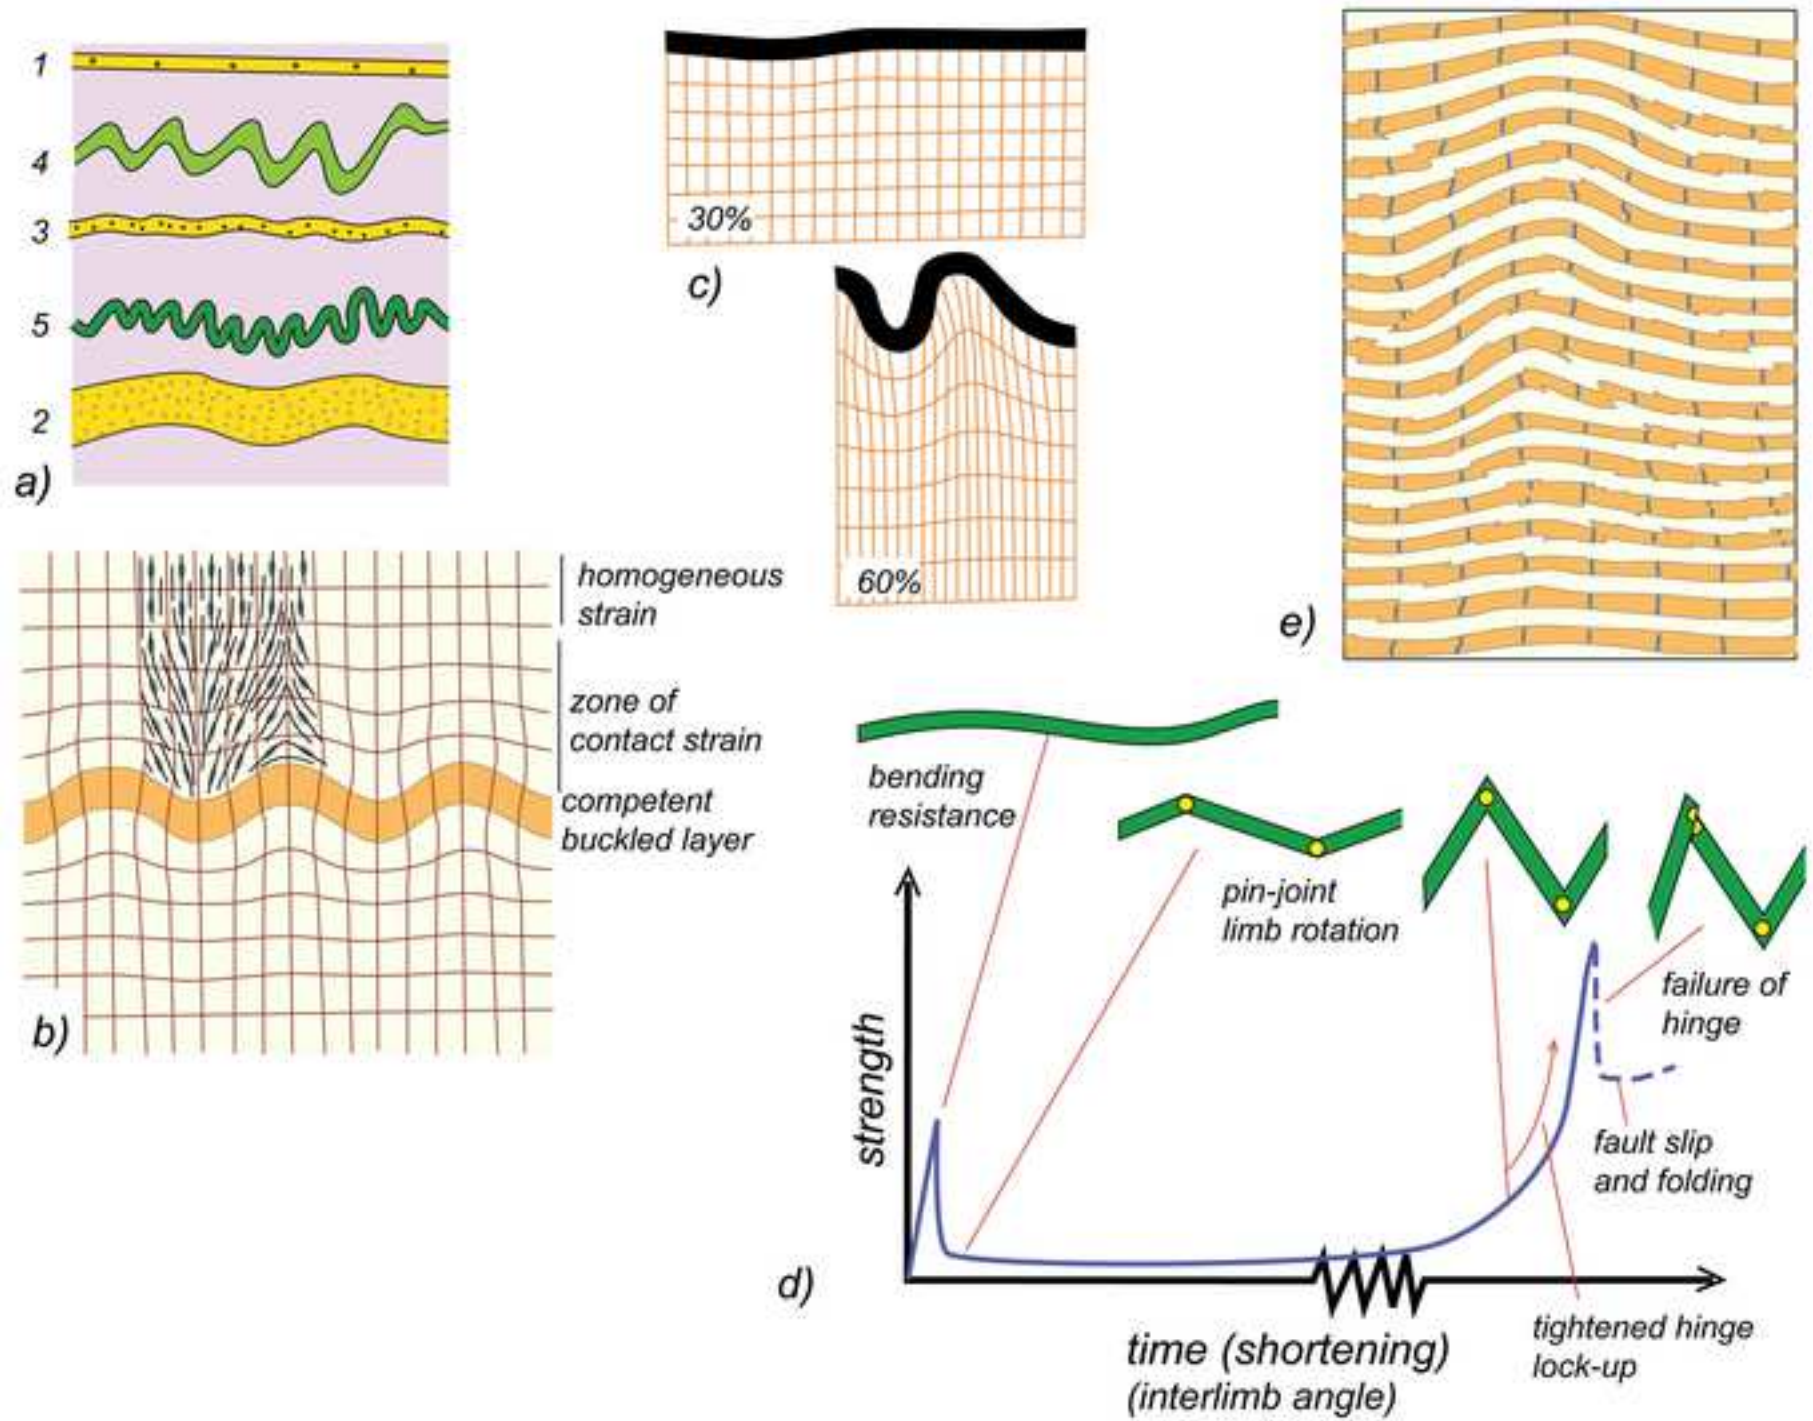 1
4
3
5
2
a)
homogeneous
strain
zone of
contact strain
competent
buckled layer
b)
30%
c)
60%
e)
bending
resistance
pin-joint
limb rotation
failure of
hinge
fault slip
and folding
strength
d)
time (shortening)
(interlimb angle)
tightened hinge
lock-up